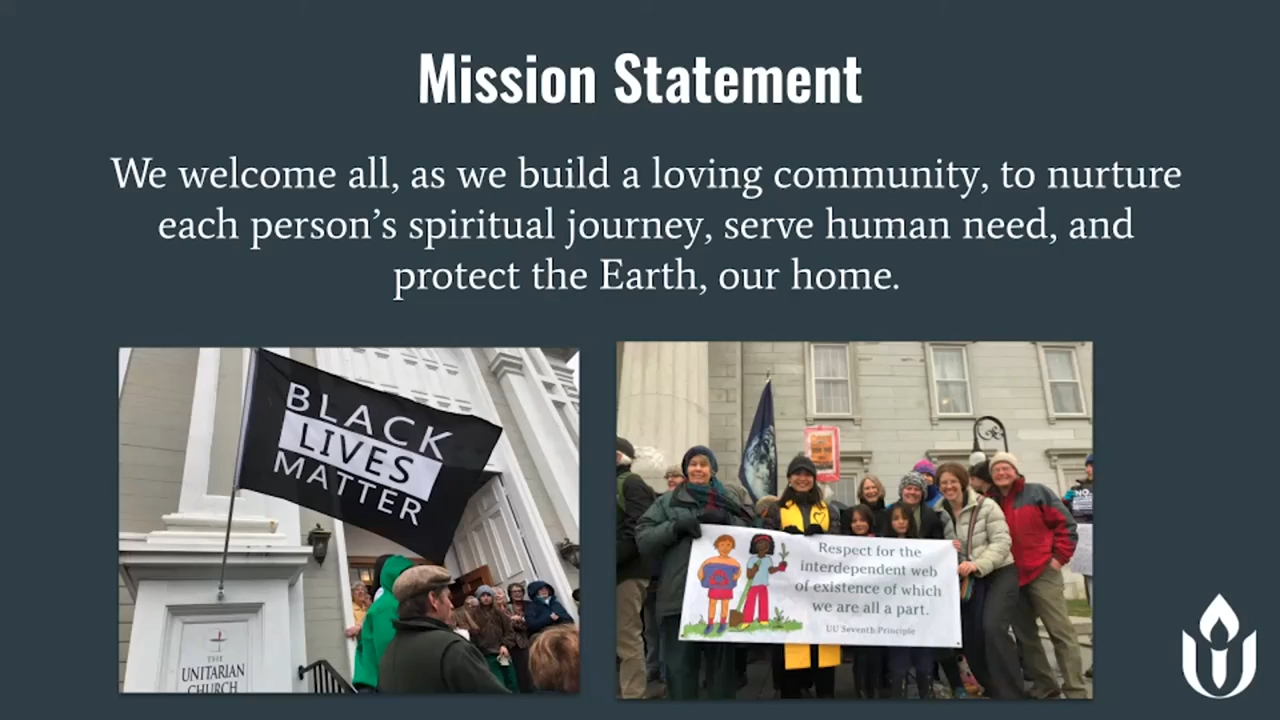 Mission Statement
We welcome all, as we build a loving community, to nurture
each person’s spiritual journey, serve human need, and
protect the Earth, our home.
BLACK
LIVES
MATTER
THE
UNITARIAN
CHURCH
Respect for the
interdependent web
of existence of which
we are all a part.
UU Seventh Principle
NO